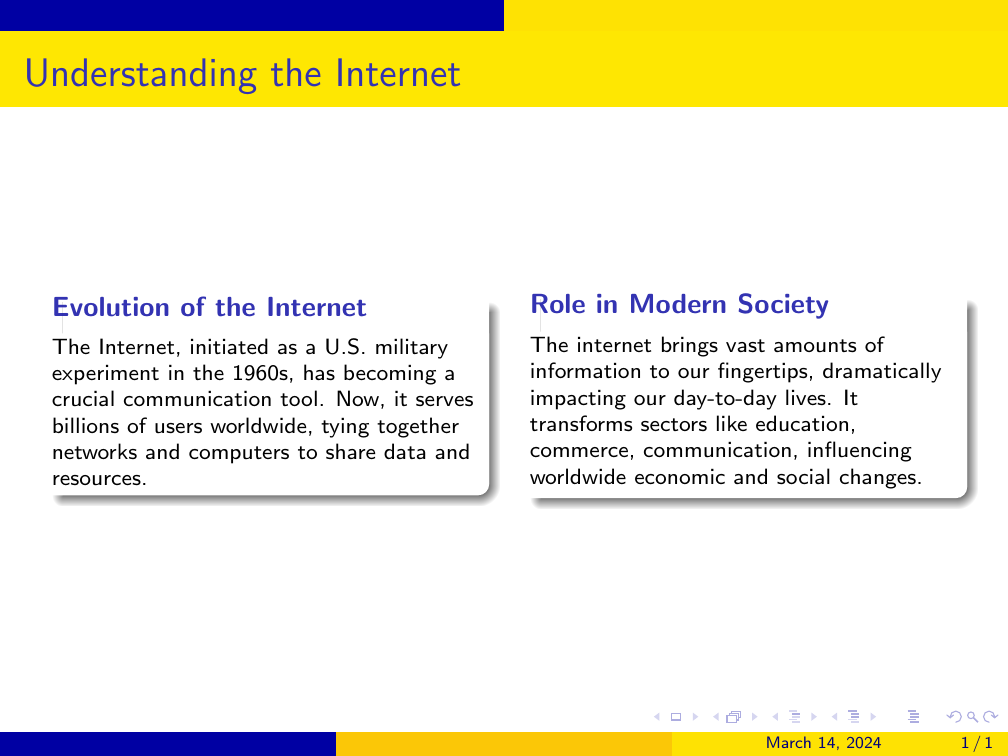 Understanding the Internet
Evolution of the Internet
The Internet, initiated as a U.S. military
experiment in the 1960s, has becoming a
crucial communication tool. Now, it serves
billions of users worldwide, tying together
networks and computers to share data and
resources.
Role in Modern Society
The internet brings vast amounts of
information to our fingertips, dramatically
impacting our day-to-day lives. It
transforms sectors like education,
commerce, communication, influencing
worldwide economic and social changes.
March 14, 2024
1 / 1